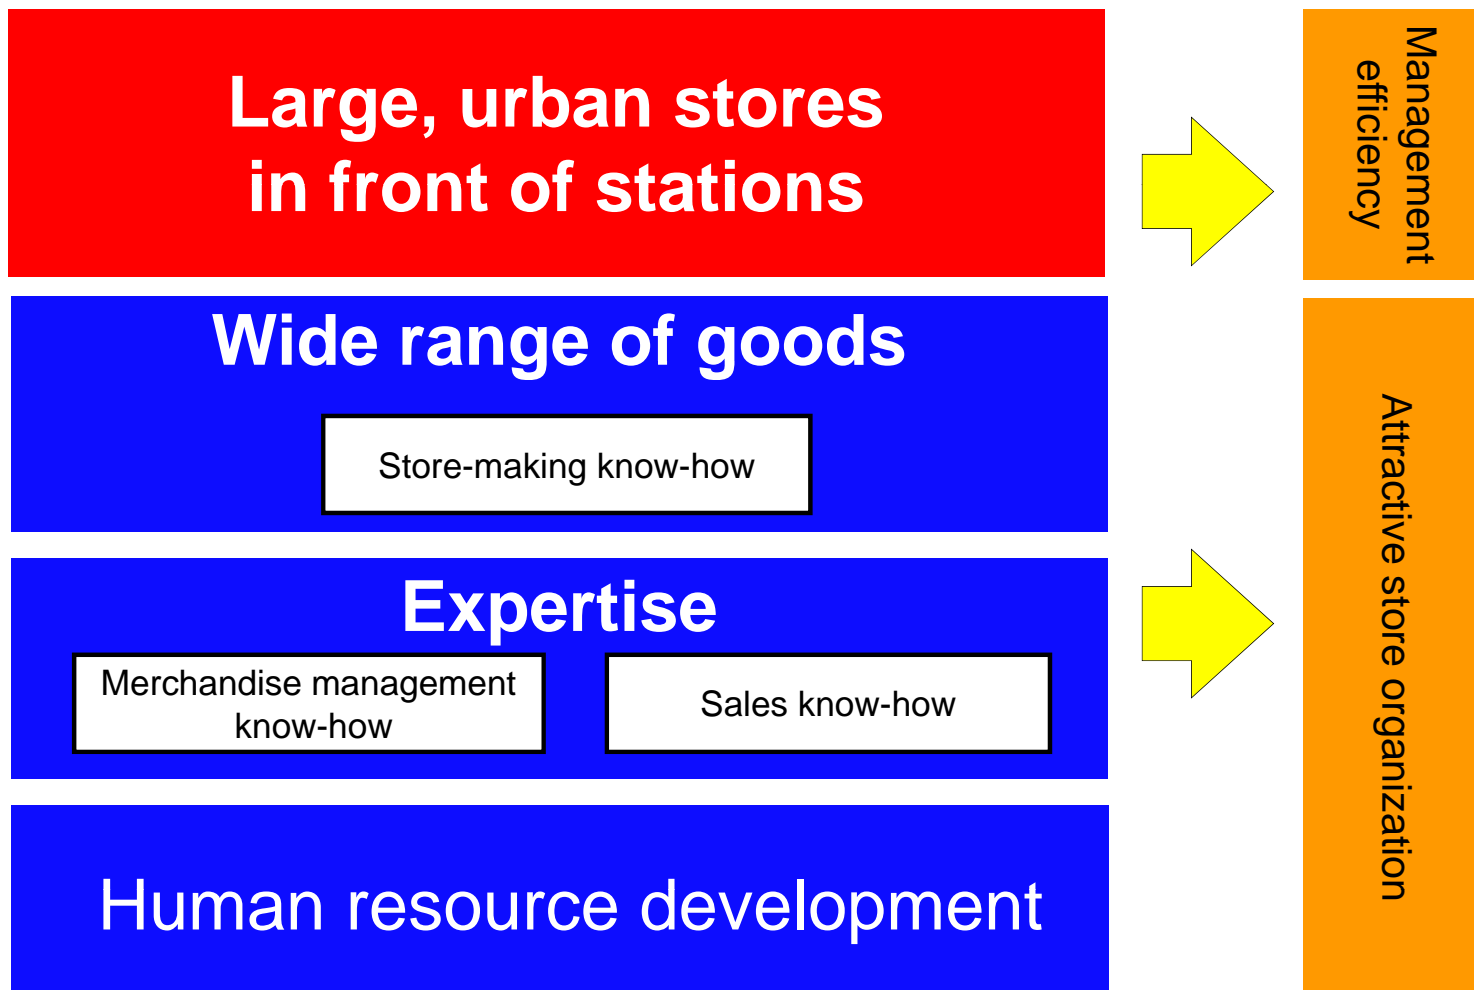 Large, urban stores
in front of stations
Management
efficiency
Wide range of goods
Store-making know-how
Expertise
Merchandise management
know-how
Sales know-how
Human resource development
Attractive store organization